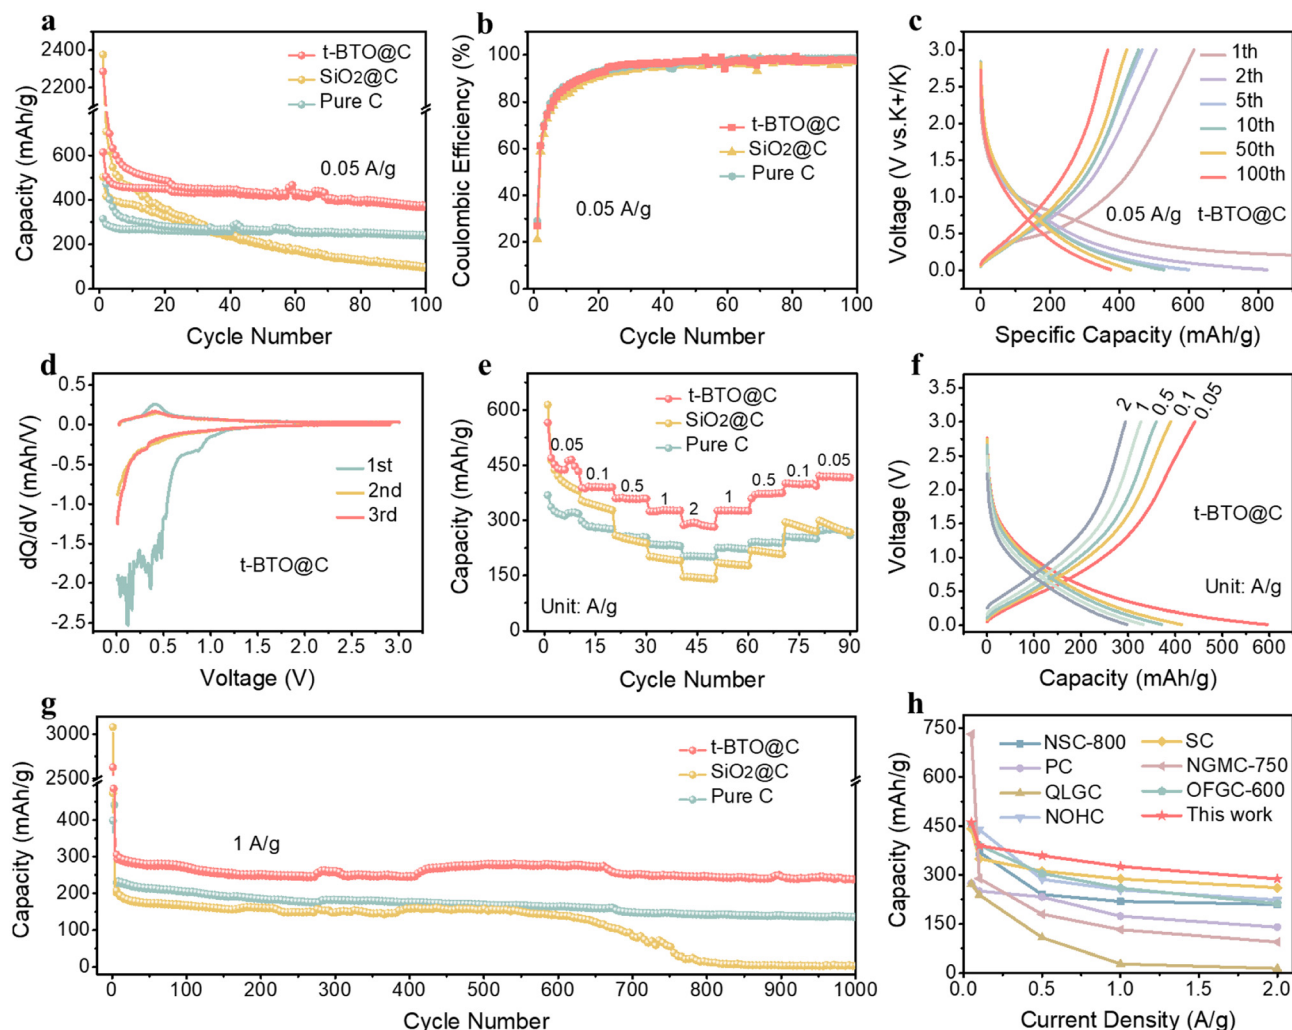 a
Capacity (mAh/g)
2400
2200
600
400
200
0
t-BTO@C
SiO2@C
Pure C
0.05 A/g
0
20
40
60
80
100
Cycle Number
b
Coulombic Efficiency (%)
100
80
60
40
20
0
t-BTO@C
SiO2@C
Pure C
0.05 A/g
0
20
40
60
80
100
Cycle Number
c
Voltage (V vs.K+/K)
3.0
2.5
2.0
1.5
1.0
0.5
0.0
1th
2th
5th
10th
50th
100th
0.05 A/g
t-BTO@C
0
200
400
600
800
Specific Capacity (mAh/g)
d
dQ/dV (mAh/V)
0.5
0.0
-0.5
-1.0
-1.5
-2.0
-2.5
1st
2nd
3rd
t-BTO@C
0.0
0.5
1.0
1.5
2.0
2.5
3.0
Voltage (V)
e
Capacity (mAh/g)
600
450
300
150
0
t-BTO@C
SiO2@C
Pure C
0.05
0.1
0.5
1
2
1
0.5
0.1
0.05
Unit: A/g
0
15
30
45
60
75
90
Cycle Number
f
Voltage (V)
3.5
3.0
2.5
2.0
1.5
1.0
0.5
0.0
2
1
0.5
0.1
0.05
t-BTO@C
Unit: A/g
0
100
200
300
400
500
600
Capacity (mAh/g)
g
Capacity (mAh/g)
3000
2500
400
300
200
100
0
t-BTO@C
SiO2@C
Pure C
1 A/g
0
100
200
300
400
500
600
700
800
900
1000
Cycle Number
h
Capacity (mAh/g)
750
600
450
300
150
0
NSC-800
PC
QLGC
NOHC
SC
NGMC-750
OFGC-600
This work
0.0
0.5
1.0
1.5
2.0
Current Density (A/g)